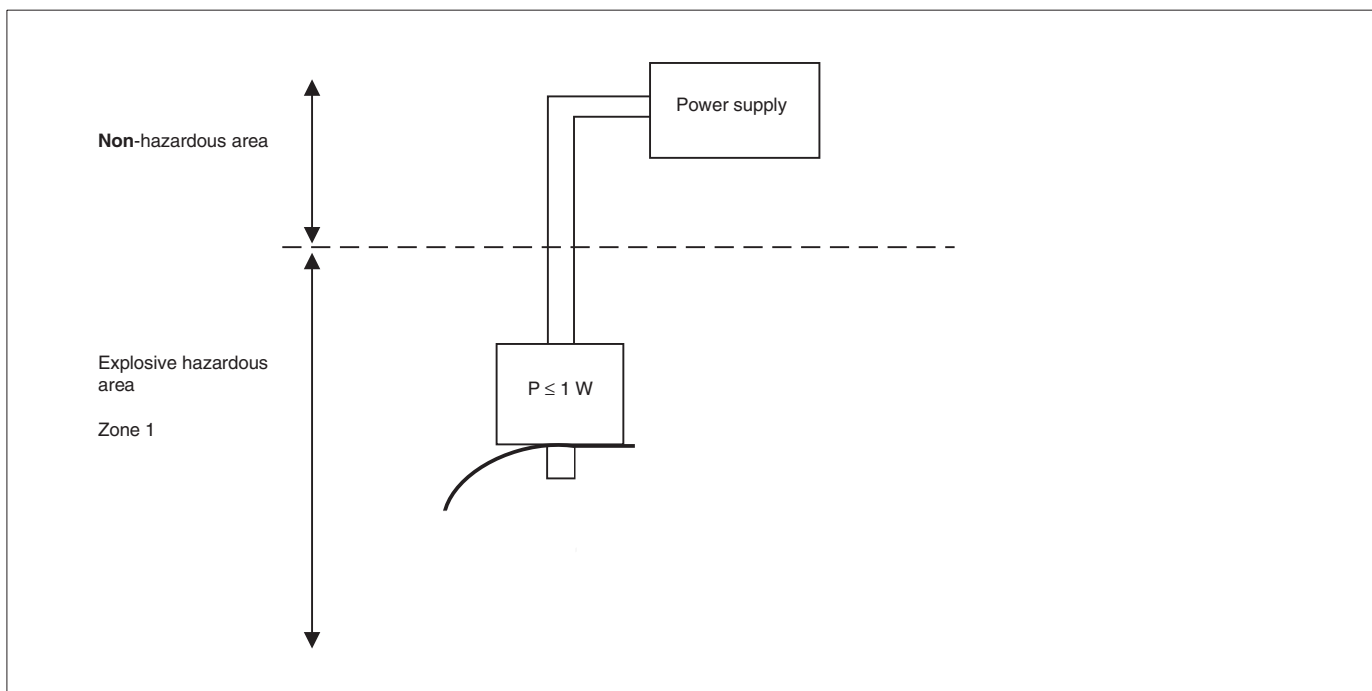 Power supply
Non-hazardous area
Explosive hazardous
area
P ≤ 1 W
Zone 1